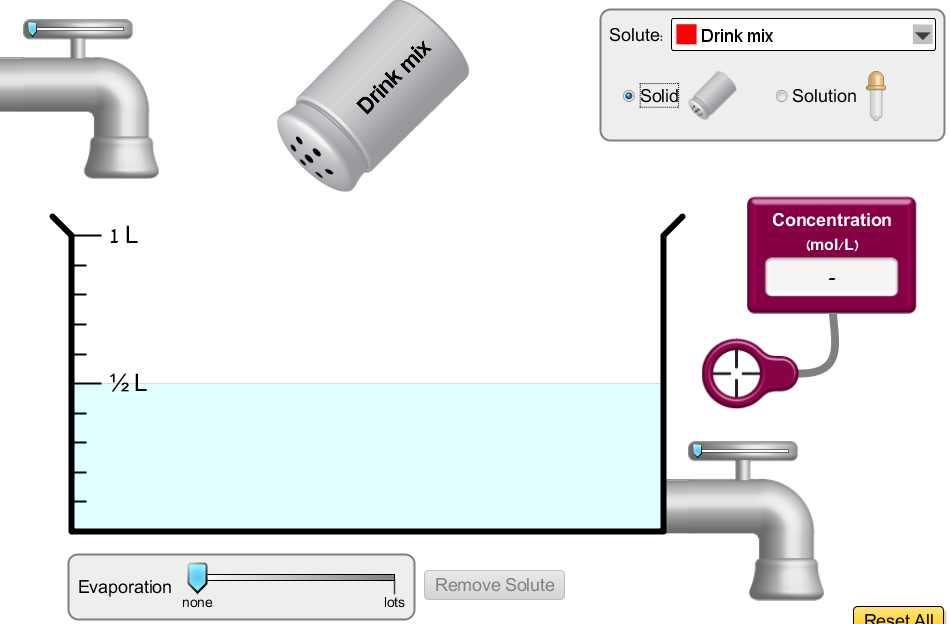 Drink mix
Solute: Drink mix
Solid Solution
1 L
½ L
Concentration
(mol/L)
-
Evaporation
none lots
Remove Solute
Reset All